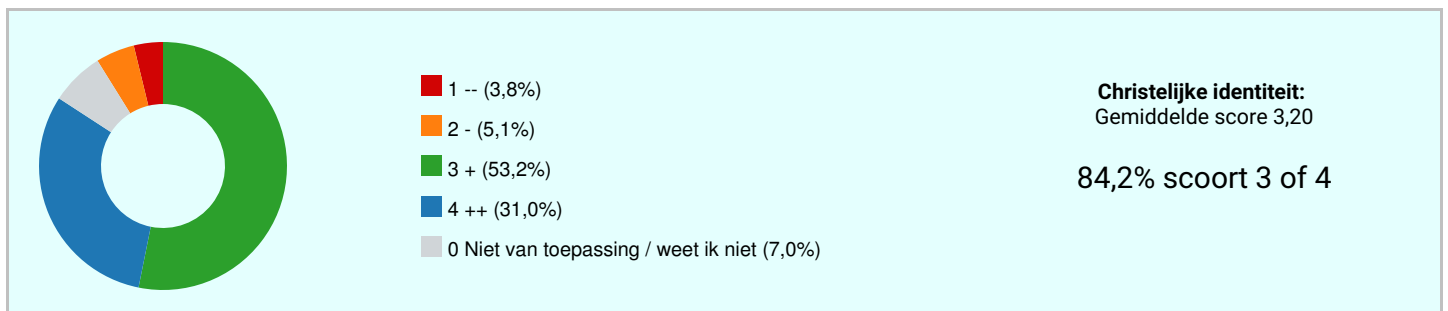 1 -- (3,8%)
2 - (5,1%)
3 + (53,2%)
4 ++ (31,0%)
0 Niet van toepassing / weet ik niet (7,0%)
Christelijke identiteit:
Gemiddelde score 3,20
84,2% scoort 3 of 4